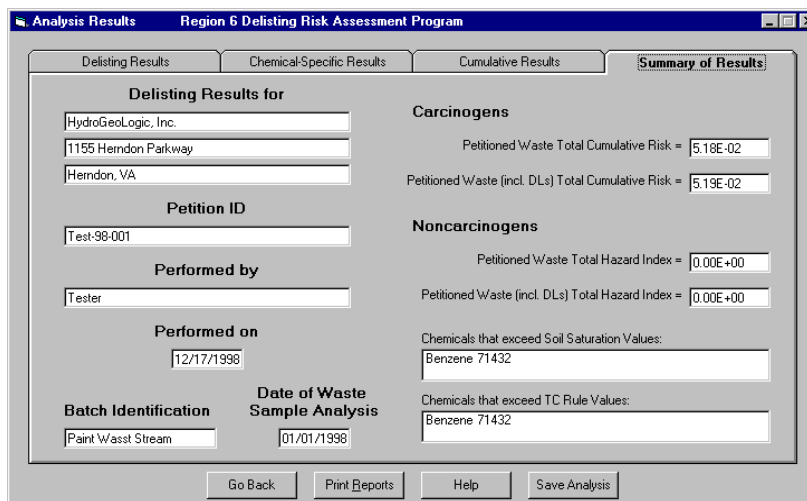 Analysis Results Region 6 Delisting Risk Assessment Program
Delisting Results
Chemical-Specific Results
Cumulative Results
Summary of Results
Delisting Results for
HydroGeoLogic, Inc.
1155 Herndon Parkway
Herndon, VA
Petition ID
Test-98-001
Performed by
Tester
Performed on
12/17/1998
Batch Identification
Paint Wasst Stream
Date of Waste
Sample Analysis
01/01/1998
Carcinogens
Petitioned Waste Total Cumulative Risk = 5.18E-02
Petitioned Waste (incl. DLs) Total Cumulative Risk = 5.19E-02
Noncarcinogens
Petitioned Waste Total Hazard Index = 0.00E+00
Petitioned Waste (incl. DLs) Total Hazard Index = 0.00E+00
Chemicals that exceed Soil Saturation Values:
Benzene 71432
Chemicals that exceed TC Rule Values:
Benzene 71432
Go Back
Print Reports
Help
Save Analysis